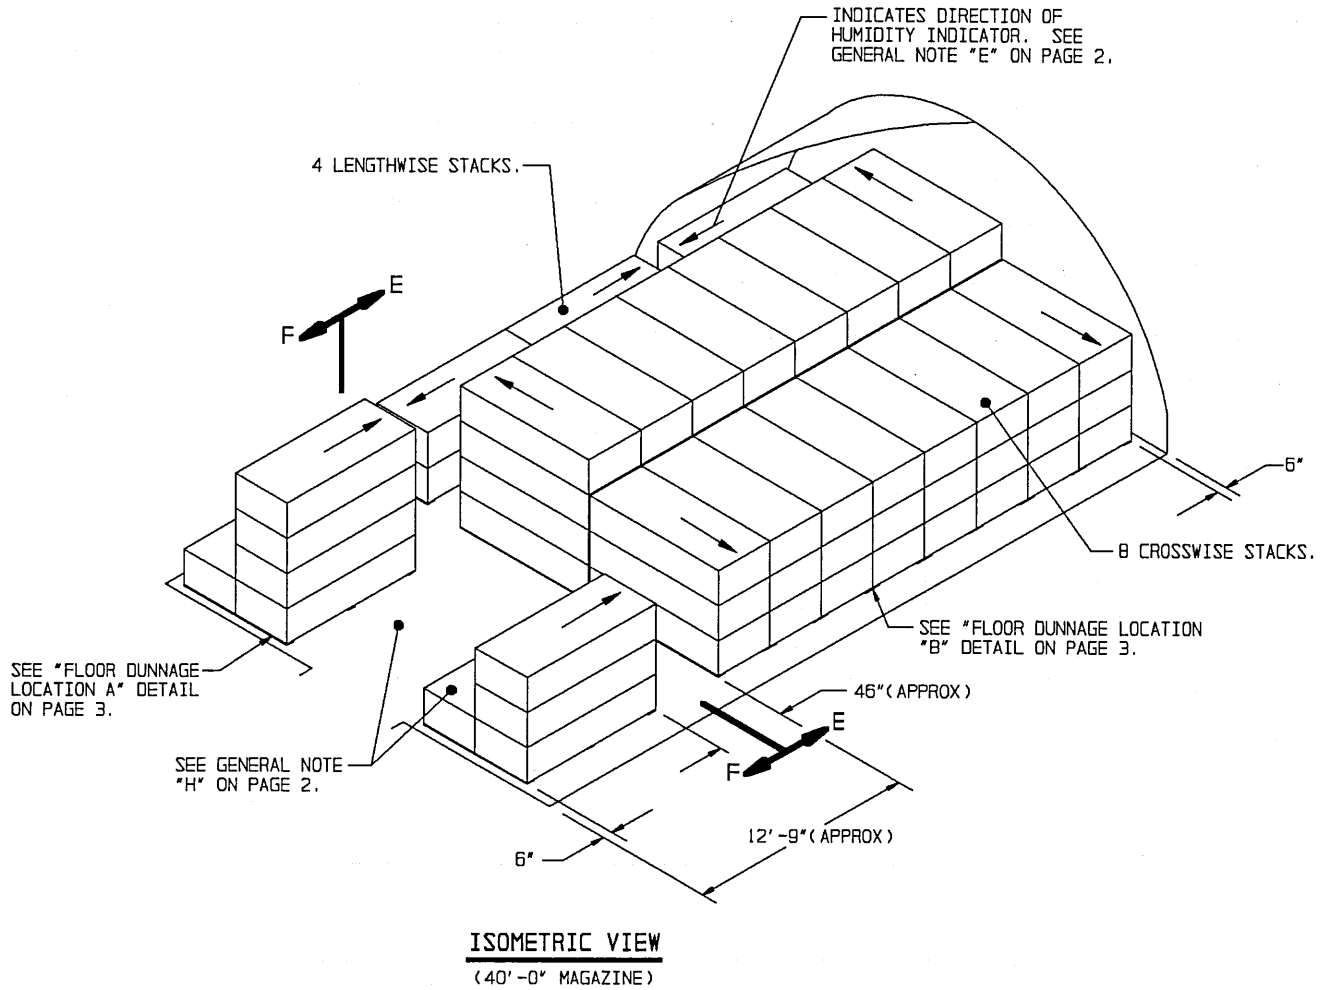 INDICATES DIRECTION OF
HUMIDITY INDICATOR. SEE
GENERAL NOTE "E" ON PAGE 2.
4 LENGTHWISE STACKS.
E
F
6"
8 CROSSWISE STACKS.
SEE "FLOOR DUNNAGE LOCATION
"B" DETAIL ON PAGE 3.
SEE "FLOOR DUNNAGE
LOCATION A" DETAIL
ON PAGE 3.
46"(APPROX)
E
F
SEE GENERAL NOTE
"H" ON PAGE 2.
12'-9"(APPROX)
6"
ISOMETRIC VIEW
(40'-0" MAGAZINE)